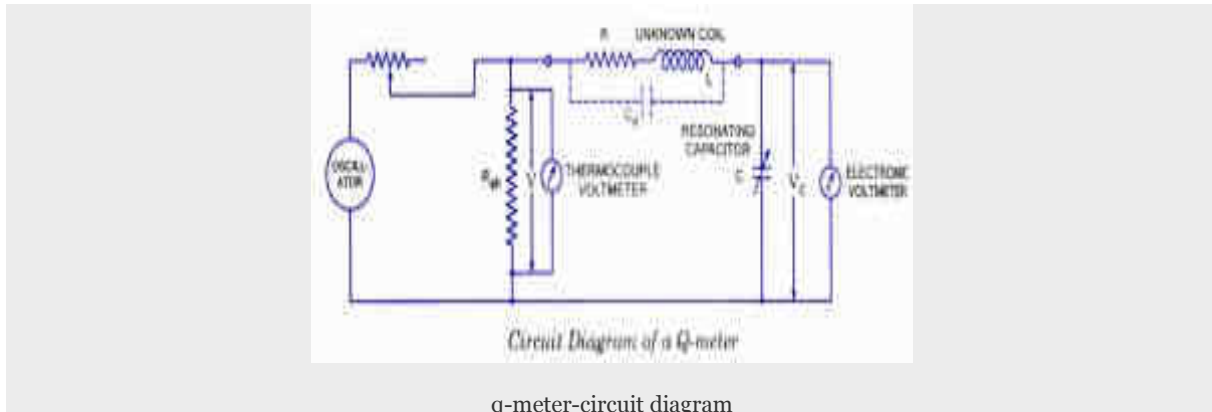 R UNKNOWN COIL
L
C
RESONATING
CAPACITOR
OSCILL-
ATOR
R
V
THERMOCOUPLE
VOLTMETER
C
V
ELECTRONIC
VOLTMETER
Circuit Diagram of a Q-meter
q-meter-circuit diagram